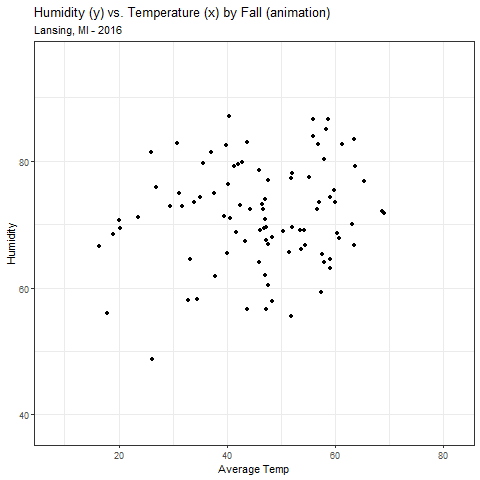 Humidity (y) vs. Temperature (x) by Fall (animation)
Lansing, MI - 2016
80
60
40
Humidity
20
40
60
80
Average Temp